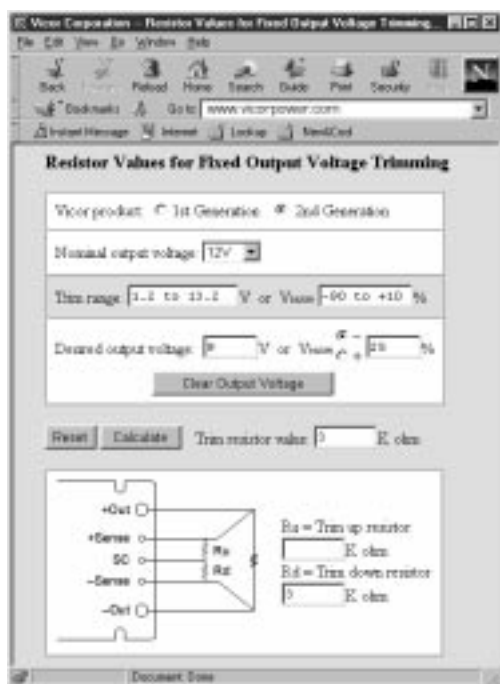 Vicor Corporation - Resistor Values for Fixed Output Voltage Trimming...
File Edit View Go Window Help
Back Reload Home Search Guide Print Security N
Bookmarks Go to: www.vicorpower.com
Instant Message Internet Lookup New&Cool
Resistor Values for Fixed Output Voltage Trimming
Vicor product: 1st Generation 2nd Generation
Nominal output voltage: 12V
Trim range: 1.2 to 13.2 V or %
-90 to +10
Desired output voltage: 9 V or - + 25 %
Clear Output Voltage
Reset Calculate Trim resistor value: 3 K ohm
+Out
+Sense
SC
-Sense
-Out
Ru
Rd
Ru = Trim up resistor
K ohm
Rd = Trim down resistor
3 K ohm
Document: Done